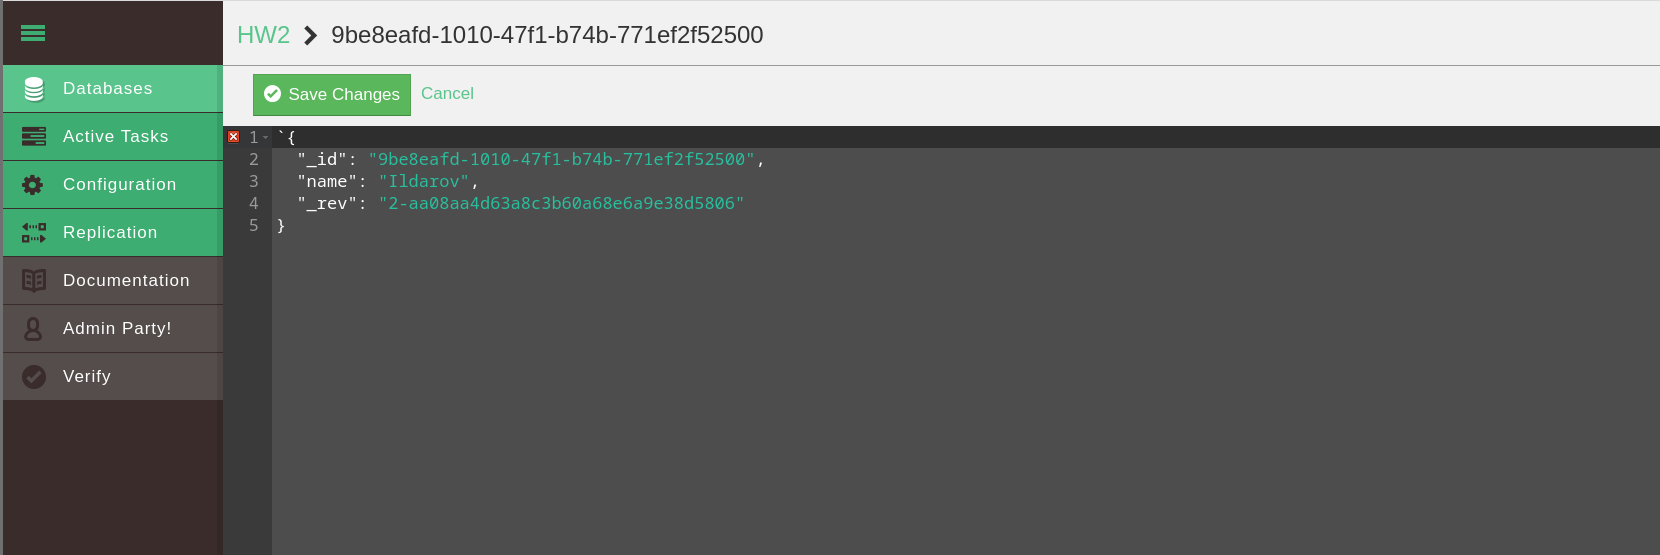 HW2 > 9be8eafd-1010-47f1-b74b-771ef2f52500
Databases
Active Tasks
Configuration
Replication
Documentation
Admin Party!
Verify
Save Changes Cancel
1 `{
2 "_id": "9be8eafd-1010-47f1-b74b-771ef2f52500",
3 "name": "Ildarov",
4 "_rev": "2-aa08aa4d63a8c3b60a68e6a9e38d5806"
5 }